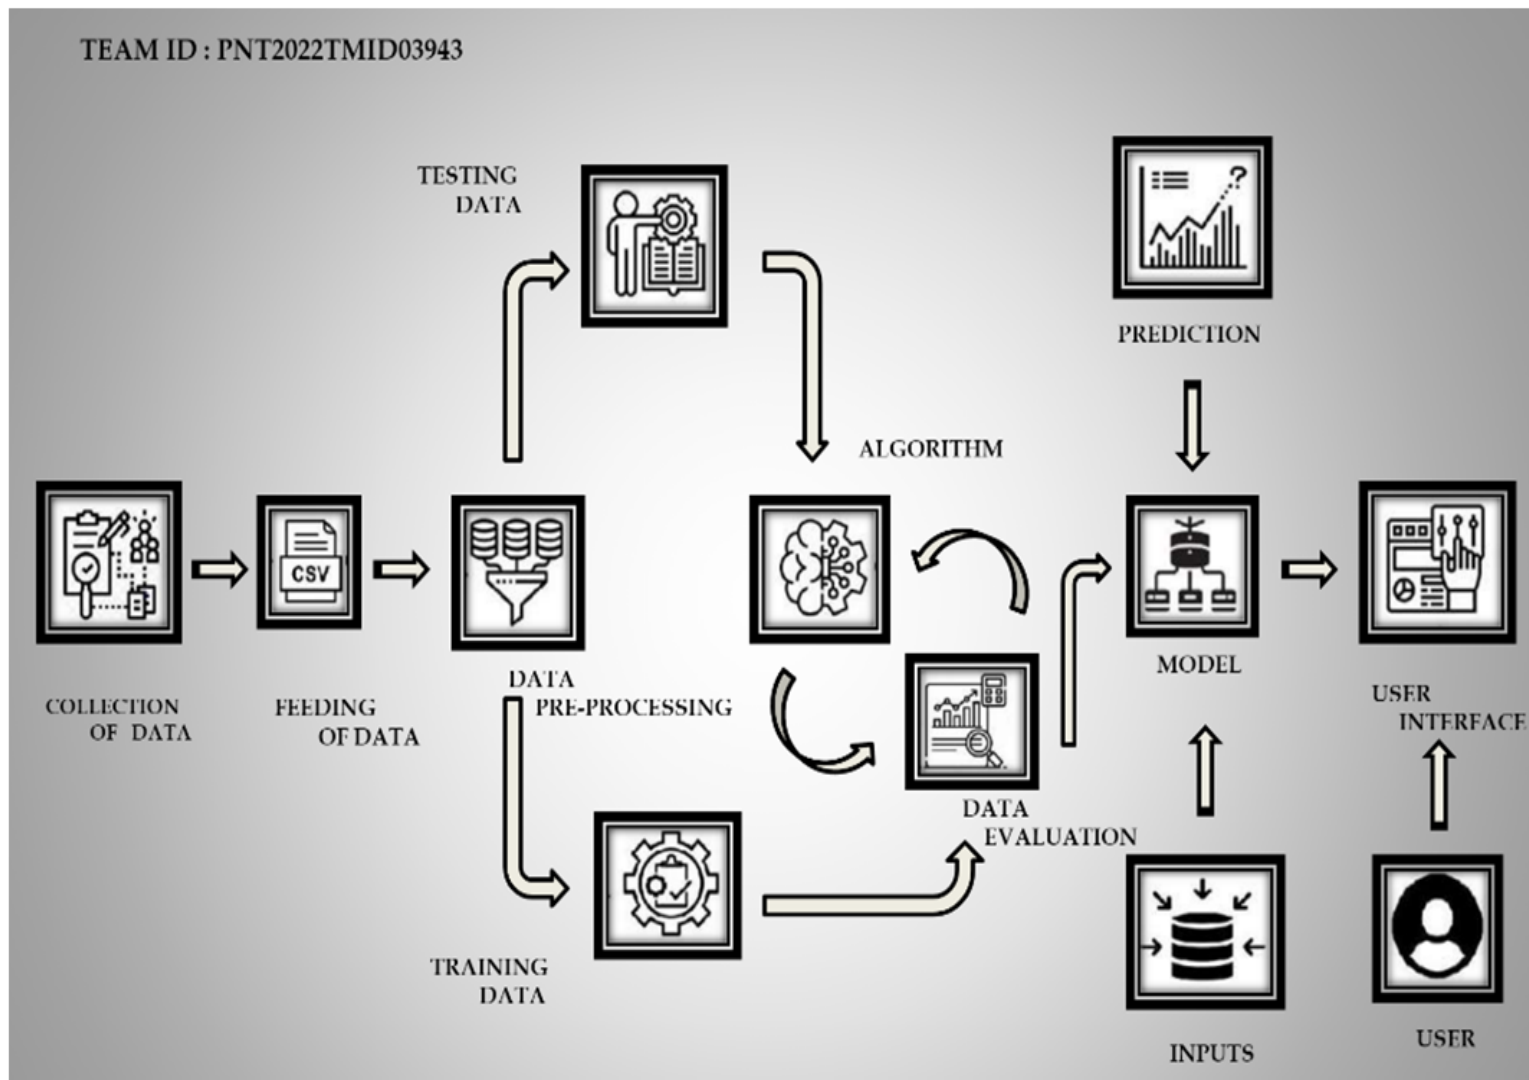 TEAM ID : PNT2022TMID03943
TESTING
DATA
PREDICTION
ALGORITHM
CSV
COLLECTION
OF DATA
FEEDING
OF DATA
DATA
PRE-PROCESSING
MODEL
USER
INTERFACE
DATA
EVALUATION
TRAINING
DATA
INPUTS
USER